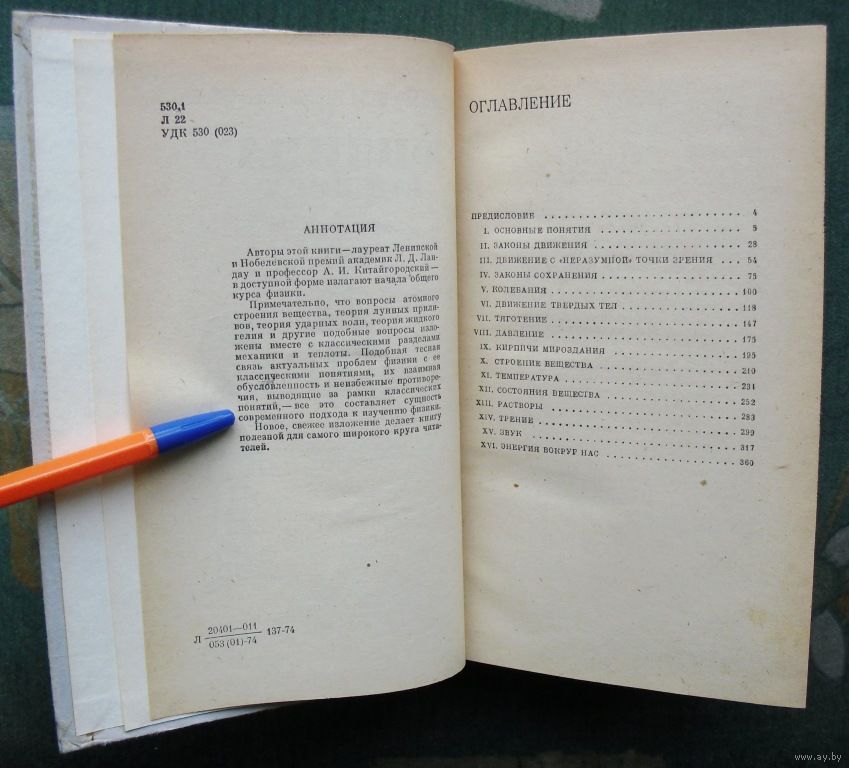 530.1
Л 22
УДК 530 (023)
АННОТАЦИЯ
Авторы этой книги—лауреат Ленинской
и Нобелевской премий академик Л. Д. Лан-
дау и профессор А. И. Китайгородский—
в доступной форме излагают начала общего
курса физики.
Примечательно, что вопросы атомного
строения вещества, теория лунных прили-
вов, теория ударных волн, теория жидкого
гелия и другие подобные вопросы изло-
жены вместе с классическими разделами
механики и теплоты. Подобная тесная
связь актуальных проблем физики с ее
классическими понятиями, их взаимная
обусловленность и неизбежные противоре-
чия, выводящие за рамки классических
понятий,— все это составляет сущность
современного подхода к изучению физики.
Новое, свежее изложение делает книгу
полезной для самого широкого круга чита-
телей.
Л 20401—011 137-74
053 (01)-74
ОГЛАВЛЕНИЕ
ПРЕДИСЛОВИЕ . . . 4
I. ОСНОВНЫЕ ПОНЯТИЯ . . . 5
II. ЗАКОНЫ ДВИЖЕНИЯ . . . 28
III. ДВИЖЕНИЕ С «НЕРАЗУМНОЙ» ТОЧКИ ЗРЕНИЯ . . . 54
IV. ЗАКОНЫ СОХРАНЕНИЯ . . . 75
V. КОЛЕБАНИЯ . . . 100
VI. ДВИЖЕНИЕ ТВЕРДЫХ ТЕЛ . . . 118
VII. ТЯГОТЕНИЕ . . . 147
VIII. ДАВЛЕНИЕ . . . 175
IX. КИРПИЧИ МИРОЗДАНИЯ . . . 195
X. СТРОЕНИЕ ВЕЩЕСТВА . . . 210
XI. ТЕМПЕРАТУРА . . . 231
XII. СОСТОЯНИЯ ВЕЩЕСТВА . . . 252
XIII. РАСТВОРЫ . . . 283
XIV. ТРЕНИЕ . . . 299
XV. ЗВУК . . . 317
XVI. ЭНЕРГИЯ ВОКРУГ НАС . . . 360
www.ay.by